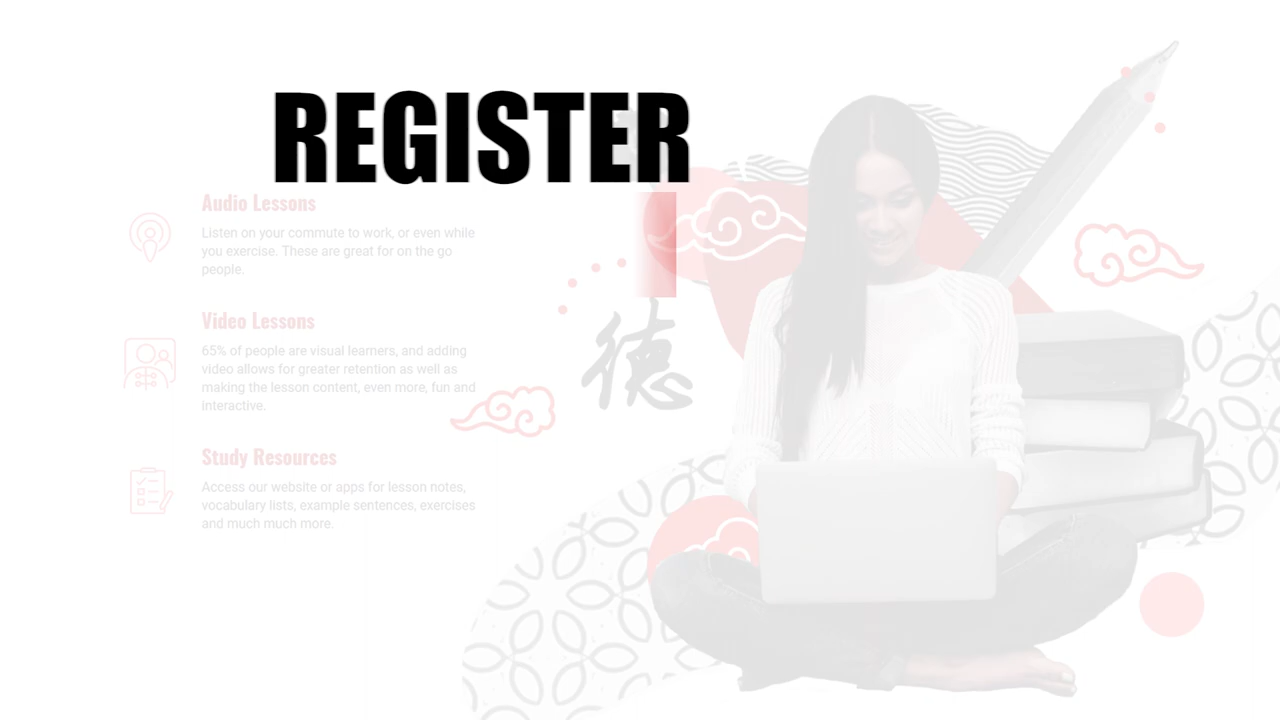 REGISTER
Audio Lessons
Listen on your commute to work, or even while
you exercise. These are great for on the go
people.
Video Lessons
65% of people are visual learners, and adding
video allows for greater retention as well as
making the lesson content, even more, fun and
interactive.
Study Resources
Access our website or apps for lesson notes,
vocabulary lists, example sentences, exercises
and much much more.
德